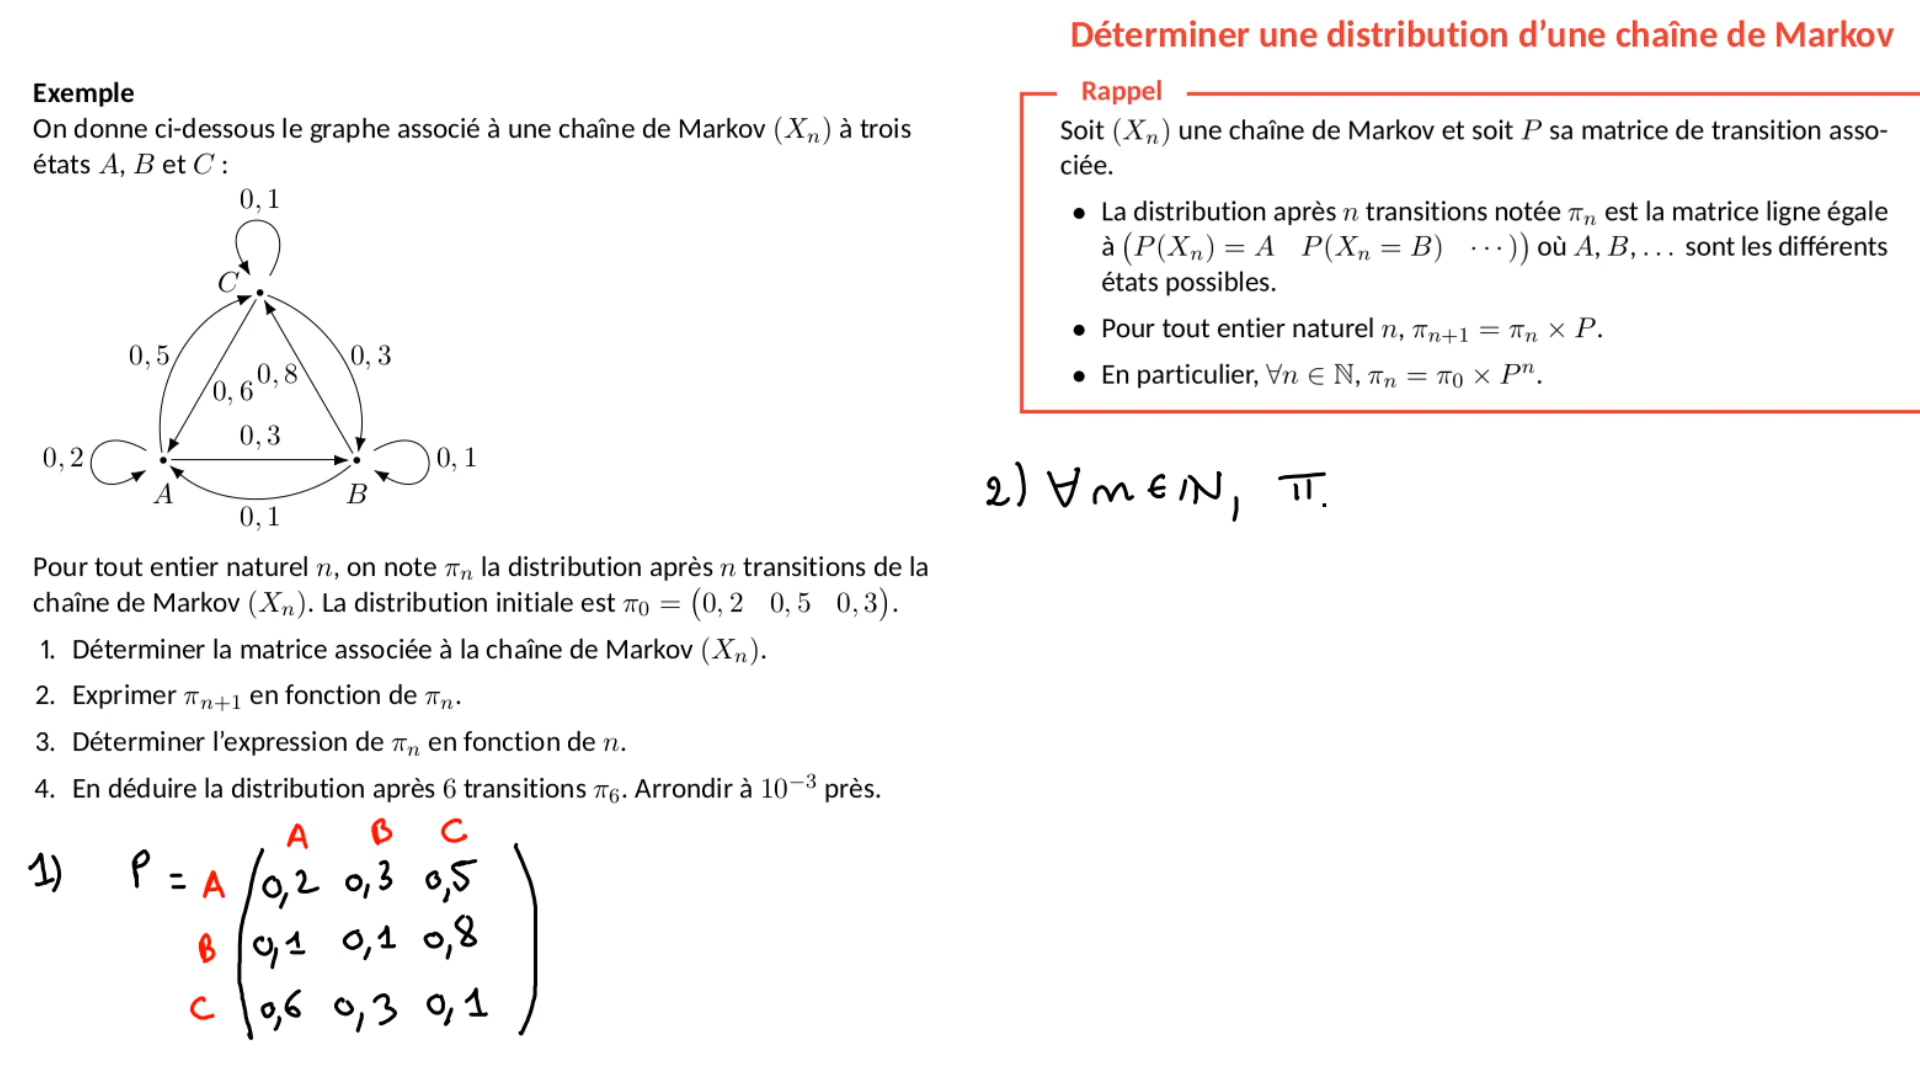 Déterminer une distribution d'une chaîne de Markov
Exemple
On donne ci-dessous le graphe associé à une chaîne de Markov (Xₙ) à trois
états A, B et C :
0, 1
C
0, 5
0, 3
0, 6
0, 8
0, 3
0, 2
0, 1
A
B
0, 1
Pour tout entier naturel n, on note πₙ la distribution après n transitions de la
chaîne de Markov (Xₙ). La distribution initiale est π₀ = (0, 2 0, 5 0, 3).
1. Déterminer la matrice associée à la chaîne de Markov (Xₙ).
2. Exprimer πₙ₊₁ en fonction de πₙ.
3. Déterminer l'expression de πₙ en fonction de n.
4. En déduire la distribution après 6 transitions π₆. Arrondir à 10⁻³ près.
A B C
1) P = A (0,2 0,3 0,5
B 0,1 0,1 0,8
C 0,6 0,3 0,1)
Rappel
Soit (Xₙ) une chaîne de Markov et soit P sa matrice de transition asso-
ciée.
• La distribution après n transitions notée πₙ est la matrice ligne égale
à (P(Xₙ) = A P(Xₙ = B) ···)) où A, B, ... sont les différents
états possibles.
• Pour tout entier naturel n, πₙ₊₁ = πₙ × P.
• En particulier, ∀n ∈ ℕ, πₙ = π₀ × Pⁿ.
2) ∀n ∈ ℕ, π.